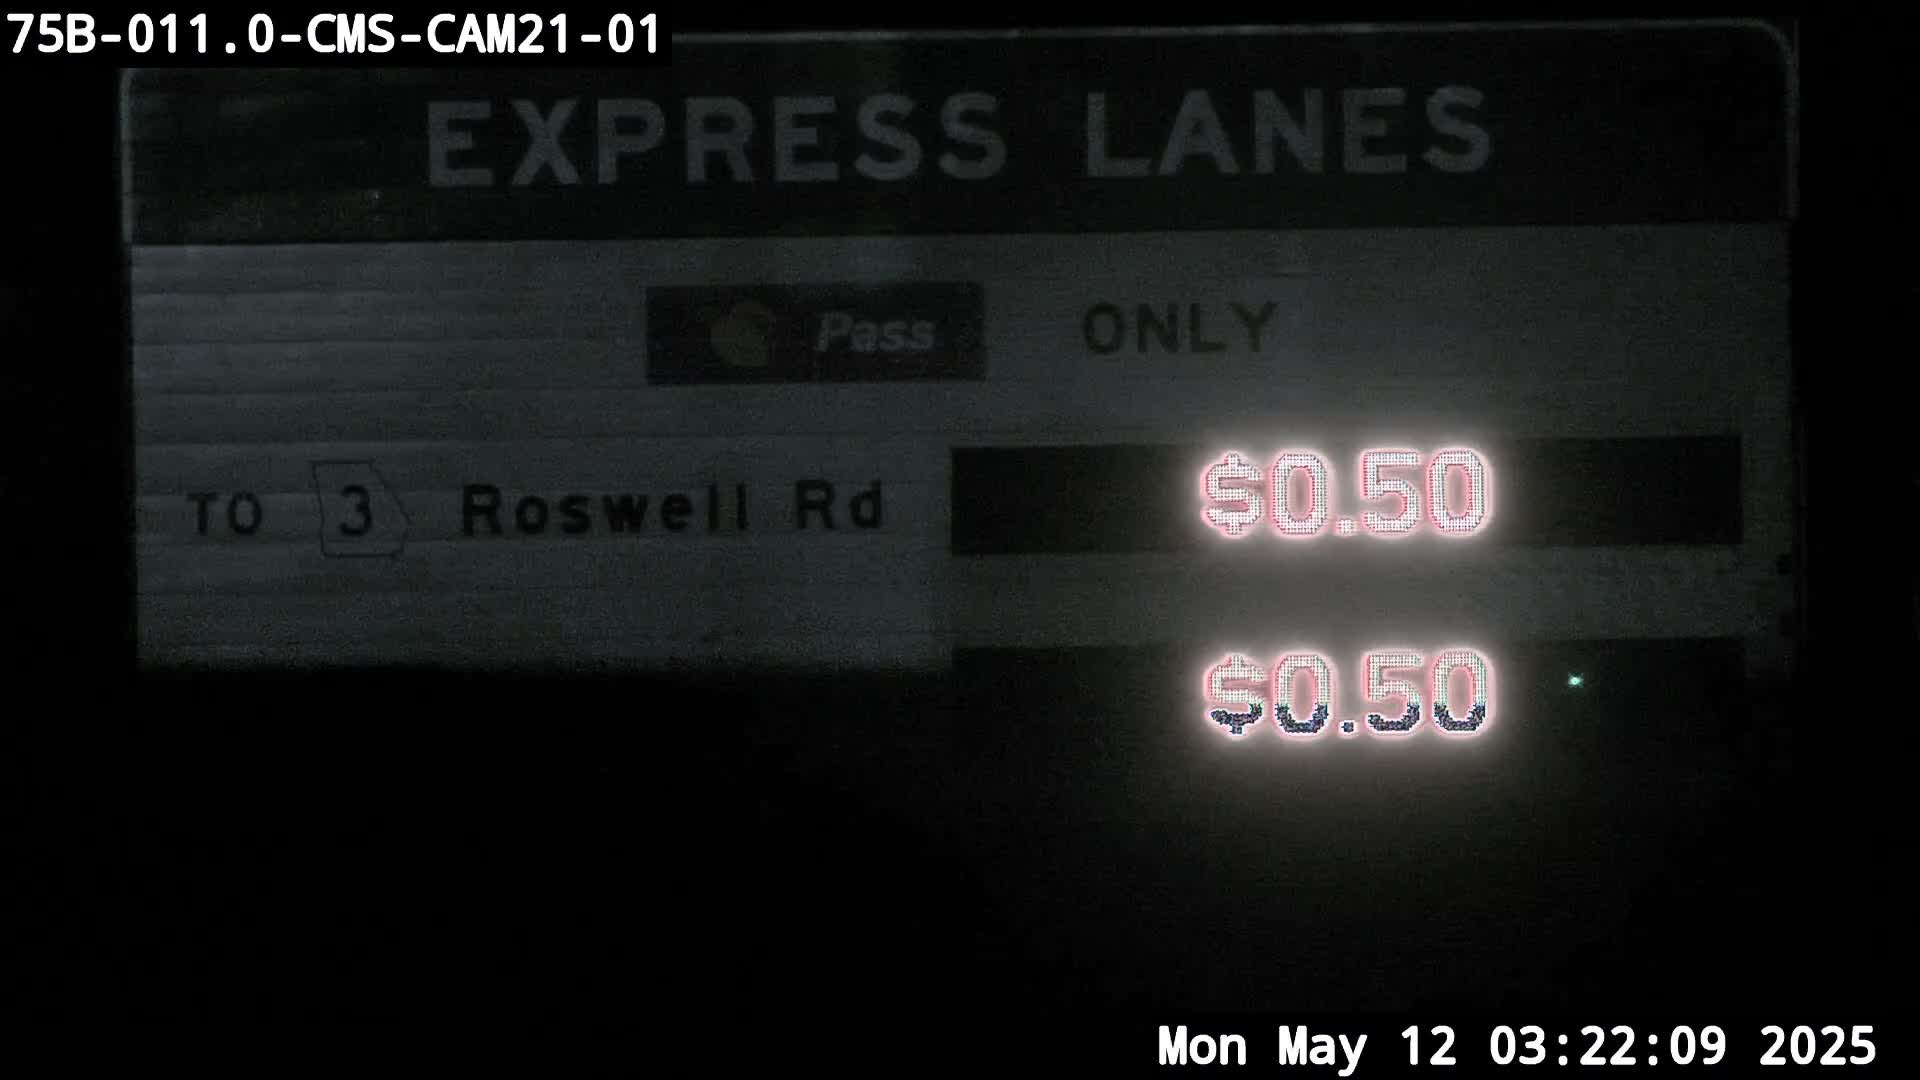 75B-011.0-CMS-CAM21-01
EXPRESS LANES
Pass ONLY
TO 3 Roswell Rd $0.50
$0.50
Mon May 12 03:22:09 2025